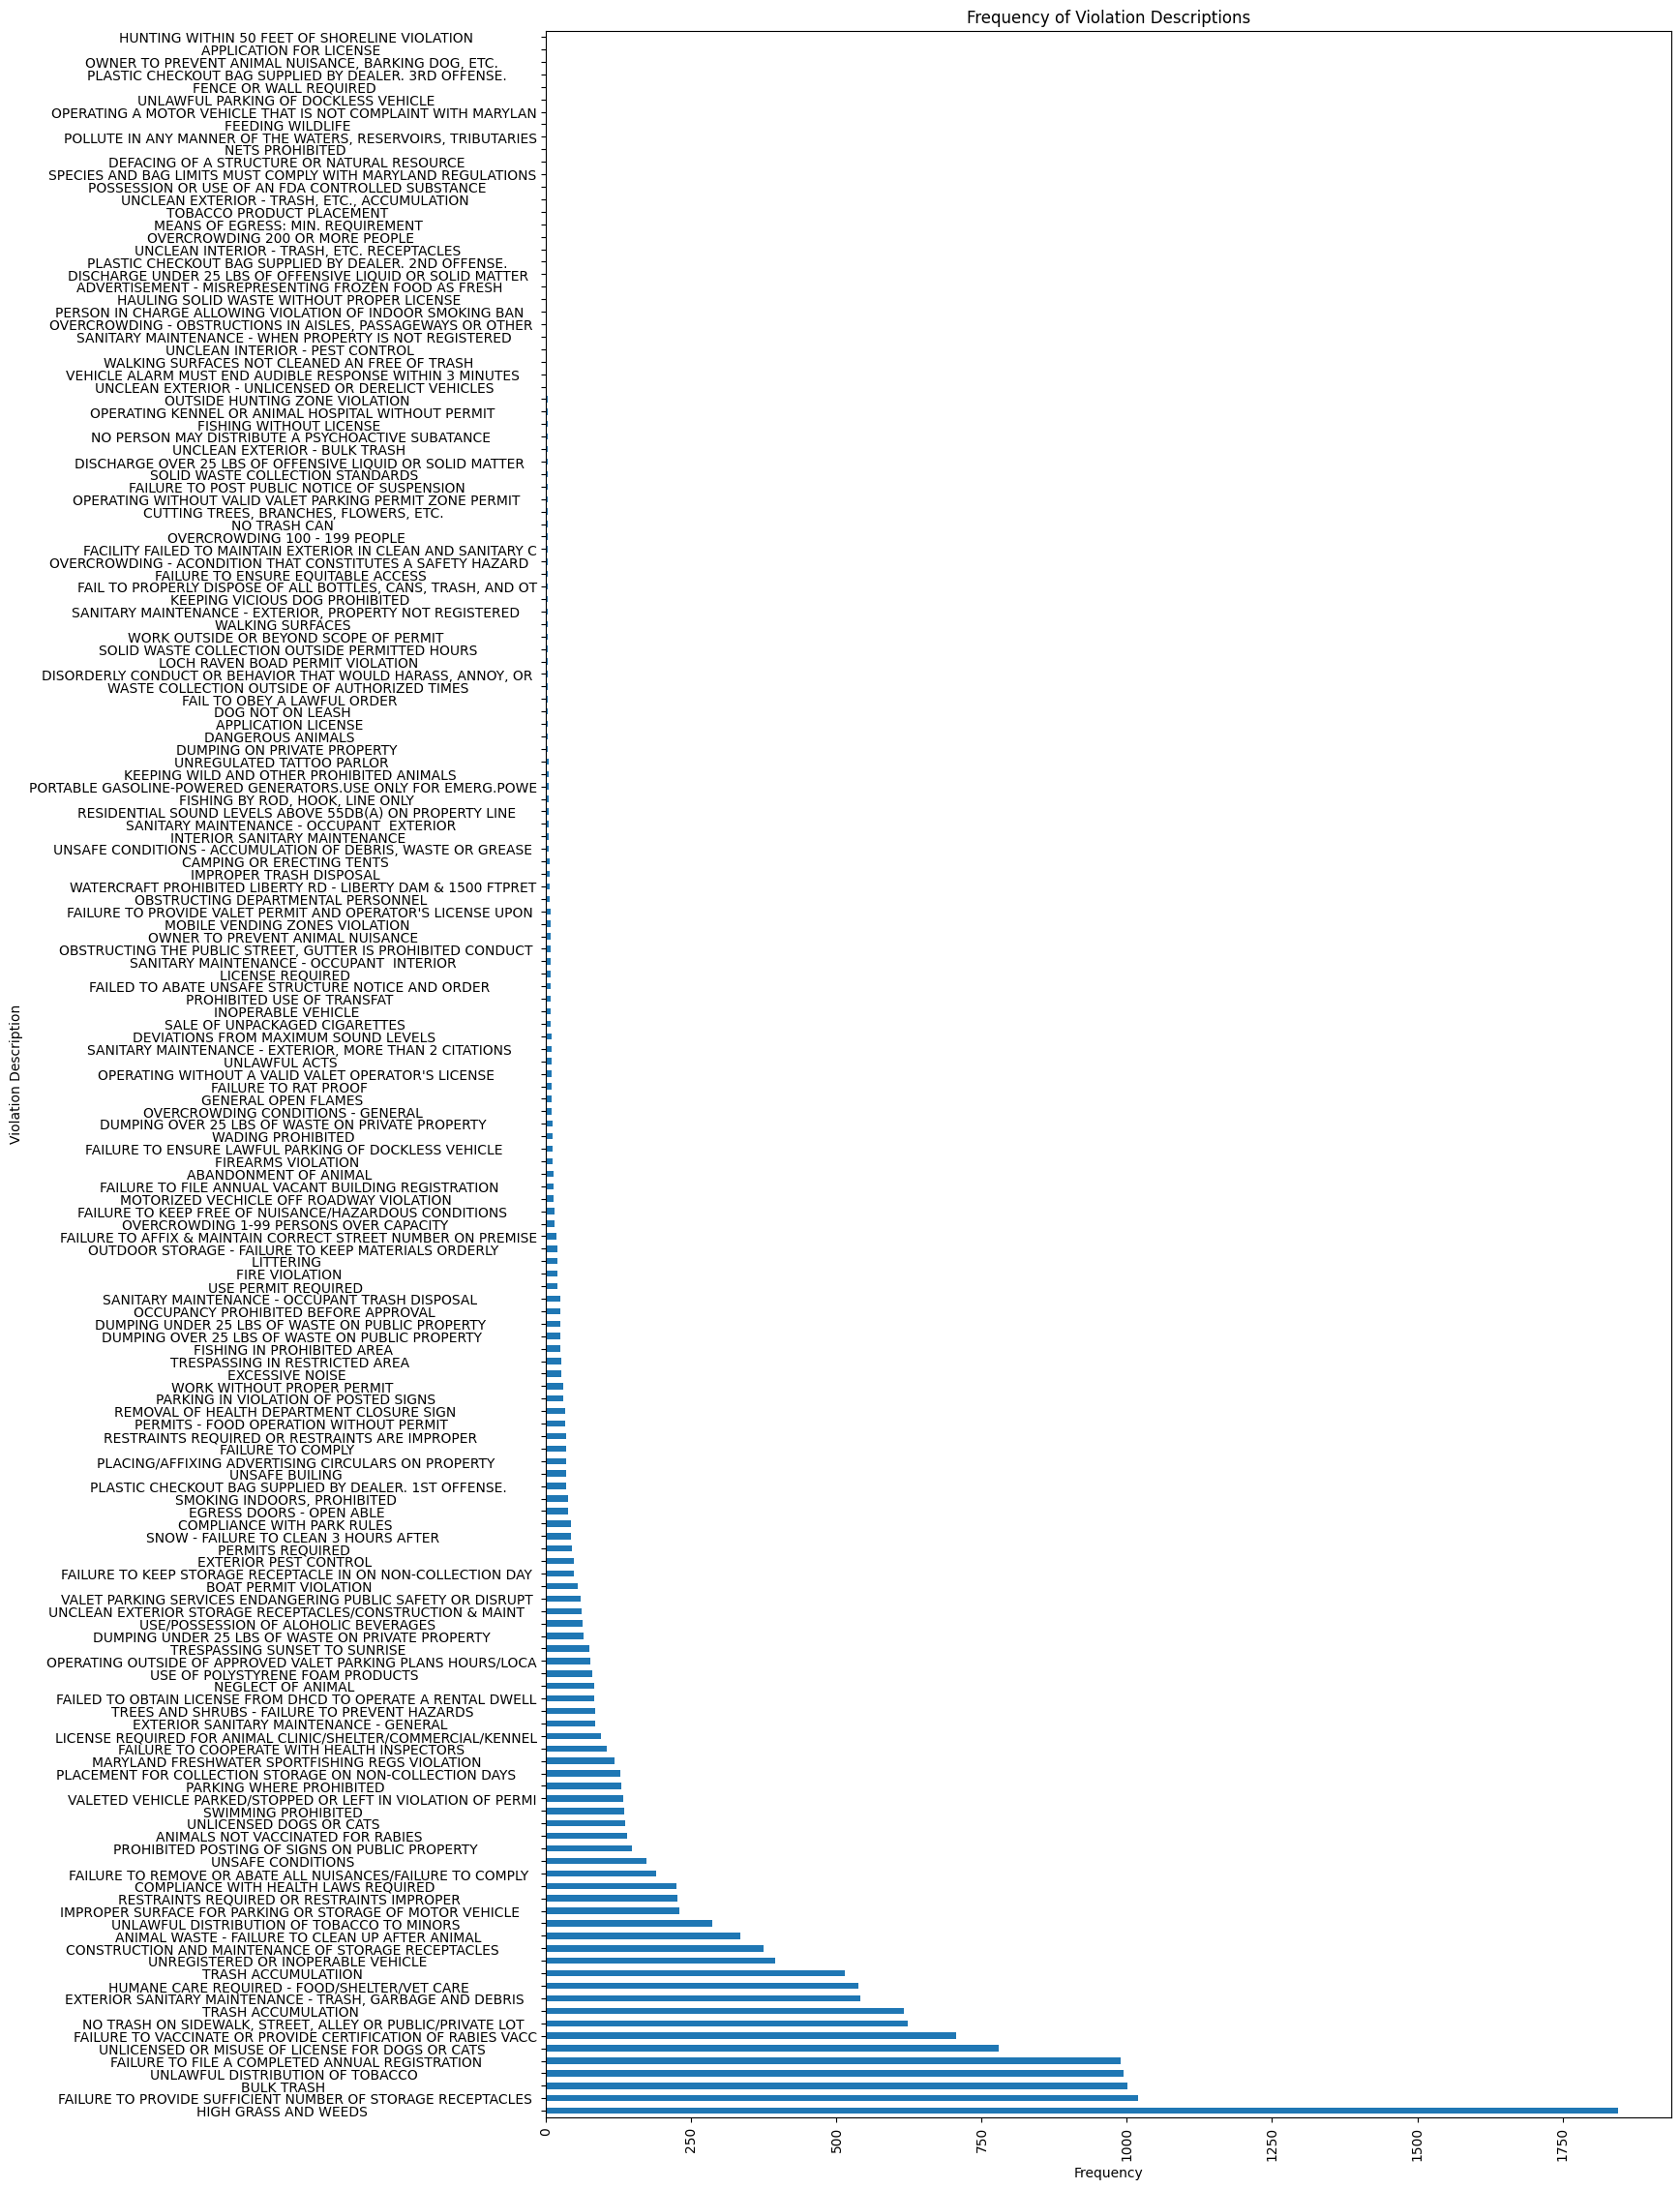 Frequency of Violation Descriptions
HUNTING WITHIN 50 FEET OF SHORELINE VIOLATION
APPLICATION FOR LICENSE
OWNER TO PREVENT ANIMAL NUISANCE, BARKING DOG, ETC.
PLASTIC CHECKOUT BAG SUPPLIED BY DEALER. 3RD OFFENSE.
FENCE OR WALL REQUIRED
UNLAWFUL PARKING OF DOCKLESS VEHICLE
OPERATING A MOTOR VEHICLE THAT IS NOT COMPLAINT WITH MARYLAN
FEEDING WILDLIFE
POLLUTE IN ANY MANNER OF THE WATERS, RESERVOIRS, TRIBUTARIES
NETS PROHIBITED
DEFACING OF A STRUCTURE OR NATURAL RESOURCE
SPECIES AND BAG LIMITS MUST COMPLY WITH MARYLAND REGULATIONS
POSSESSION OR USE OF AN FDA CONTROLLED SUBSTANCE
UNCLEAN EXTERIOR - TRASH, ETC., ACCUMULATION
TOBACCO PRODUCT PLACEMENT
MEANS OF EGRESS: MIN. REQUIREMENT
OVERCROWDING 200 OR MORE PEOPLE
UNCLEAN INTERIOR - TRASH, ETC. RECEPTACLES
PLASTIC CHECKOUT BAG SUPPLIED BY DEALER. 2ND OFFENSE.
DISCHARGE UNDER 25 LBS OF OFFENSIVE LIQUID OR SOLID MATTER
ADVERTISEMENT - MISREPRESENTING FROZEN FOOD AS FRESH
HAULING SOLID WASTE WITHOUT PROPER LICENSE
PERSON IN CHARGE ALLOWING VIOLATION OF INDOOR SMOKING BAN
OVERCROWDING - OBSTRUCTIONS IN AISLES, PASSAGEWAYS OR OTHER
SANITARY MAINTENANCE - WHEN PROPERTY IS NOT REGISTERED
UNCLEAN INTERIOR - PEST CONTROL
WALKING SURFACES NOT CLEANED AN FREE OF TRASH
VEHICLE ALARM MUST END AUDIBLE RESPONSE WITHIN 3 MINUTES
UNCLEAN EXTERIOR - UNLICENSED OR DERELICT VEHICLES
OUTSIDE HUNTING ZONE VIOLATION
OPERATING KENNEL OR ANIMAL HOSPITAL WITHOUT PERMIT
FISHING WITHOUT LICENSE
NO PERSON MAY DISTRIBUTE A PSYCHOACTIVE SUBATANCE
UNCLEAN EXTERIOR - BULK TRASH
DISCHARGE OVER 25 LBS OF OFFENSIVE LIQUID OR SOLID MATTER
SOLID WASTE COLLECTION STANDARDS
FAILURE TO POST PUBLIC NOTICE OF SUSPENSION
OPERATING WITHOUT VALID VALET PARKING PERMIT ZONE PERMIT
CUTTING TREES, BRANCHES, FLOWERS, ETC.
NO TRASH CAN
OVERCROWDING 100 - 199 PEOPLE
FACILITY FAILED TO MAINTAIN EXTERIOR IN CLEAN AND SANITARY C
OVERCROWDING - ACONDITION THAT CONSTITUTES A SAFETY HAZARD
FAILURE TO ENSURE EQUITABLE ACCESS
FAIL TO PROPERLY DISPOSE OF ALL BOTTLES, CANS, TRASH, AND OT
KEEPING VICIOUS DOG PROHIBITED
SANITARY MAINTENANCE - EXTERIOR, PROPERTY NOT REGISTERED
WALKING SURFACES
WORK OUTSIDE OR BEYOND SCOPE OF PERMIT
SOLID WASTE COLLECTION OUTSIDE PERMITTED HOURS
LOCH RAVEN BOAD PERMIT VIOLATION
DISORDERLY CONDUCT OR BEHAVIOR THAT WOULD HARASS, ANNOY, OR
WASTE COLLECTION OUTSIDE OF AUTHORIZED TIMES
FAIL TO OBEY A LAWFUL ORDER
DOG NOT ON LEASH
APPLICATION LICENSE
DANGEROUS ANIMALS
DUMPING ON PRIVATE PROPERTY
UNREGULATED TATTOO PARLOR
KEEPING WILD AND OTHER PROHIBITED ANIMALS
PORTABLE GASOLINE-POWERED GENERATORS.USE ONLY FOR EMERG.POWE
FISHING BY ROD, HOOK, LINE ONLY
RESIDENTIAL SOUND LEVELS ABOVE 55DB(A) ON PROPERTY LINE
SANITARY MAINTENANCE - OCCUPANT  EXTERIOR
INTERIOR SANITARY MAINTENANCE
UNSAFE CONDITIONS - ACCUMULATION OF DEBRIS, WASTE OR GREASE
CAMPING OR ERECTING TENTS
IMPROPER TRASH DISPOSAL
WATERCRAFT PROHIBITED LIBERTY RD - LIBERTY DAM & 1500 FTPRET
OBSTRUCTING DEPARTMENTAL PERSONNEL
FAILURE TO PROVIDE VALET PERMIT AND OPERATOR'S LICENSE UPON
MOBILE VENDING ZONES VIOLATION
OWNER TO PREVENT ANIMAL NUISANCE
OBSTRUCTING THE PUBLIC STREET, GUTTER IS PROHIBITED CONDUCT
SANITARY MAINTENANCE - OCCUPANT  INTERIOR
LICENSE REQUIRED
FAILED TO ABATE UNSAFE STRUCTURE NOTICE AND ORDER
PROHIBITED USE OF TRANSFAT
INOPERABLE VEHICLE
SALE OF UNPACKAGED CIGARETTES
DEVIATIONS FROM MAXIMUM SOUND LEVELS
SANITARY MAINTENANCE - EXTERIOR, MORE THAN 2 CITATIONS
UNLAWFUL ACTS
OPERATING WITHOUT A VALID VALET OPERATOR'S LICENSE
FAILURE TO RAT PROOF
GENERAL OPEN FLAMES
OVERCROWDING CONDITIONS - GENERAL
DUMPING OVER 25 LBS OF WASTE ON PRIVATE PROPERTY
WADING PROHIBITED
FAILURE TO ENSURE LAWFUL PARKING OF DOCKLESS VEHICLE
FIREARMS VIOLATION
ABANDONMENT OF ANIMAL
FAILURE TO FILE ANNUAL VACANT BUILDING REGISTRATION
MOTORIZED VECHICLE OFF ROADWAY VIOLATION
FAILURE TO KEEP FREE OF NUISANCE/HAZARDOUS CONDITIONS
OVERCROWDING 1-99 PERSONS OVER CAPACITY
FAILURE TO AFFIX & MAINTAIN CORRECT STREET NUMBER ON PREMISE
OUTDOOR STORAGE - FAILURE TO KEEP MATERIALS ORDERLY
LITTERING
FIRE VIOLATION
USE PERMIT REQUIRED
SANITARY MAINTENANCE - OCCUPANT TRASH DISPOSAL
OCCUPANCY PROHIBITED BEFORE APPROVAL
DUMPING UNDER 25 LBS OF WASTE ON PUBLIC PROPERTY
DUMPING OVER 25 LBS OF WASTE ON PUBLIC PROPERTY
FISHING IN PROHIBITED AREA
TRESPASSING IN RESTRICTED AREA
EXCESSIVE NOISE
WORK WITHOUT PROPER PERMIT
PARKING IN VIOLATION OF POSTED SIGNS
REMOVAL OF HEALTH DEPARTMENT CLOSURE SIGN
PERMITS - FOOD OPERATION WITHOUT PERMIT
RESTRAINTS REQUIRED OR RESTRAINTS ARE IMPROPER
FAILURE TO COMPLY
PLACING/AFFIXING ADVERTISING CIRCULARS ON PROPERTY
UNSAFE BUILING
PLASTIC CHECKOUT BAG SUPPLIED BY DEALER. 1ST OFFENSE.
SMOKING INDOORS, PROHIBITED
EGRESS DOORS - OPEN ABLE
COMPLIANCE WITH PARK RULES
SNOW - FAILURE TO CLEAN 3 HOURS AFTER
PERMITS REQUIRED
EXTERIOR PEST CONTROL
FAILURE TO KEEP STORAGE RECEPTACLE IN ON NON-COLLECTION DAY
BOAT PERMIT VIOLATION
VALET PARKING SERVICES ENDANGERING PUBLIC SAFETY OR DISRUPT
UNCLEAN EXTERIOR STORAGE RECEPTACLES/CONSTRUCTION & MAINT
USE/POSSESSION OF ALOHOLIC BEVERAGES
DUMPING UNDER 25 LBS OF WASTE ON PRIVATE PROPERTY
TRESPASSING SUNSET TO SUNRISE
OPERATING OUTSIDE OF APPROVED VALET PARKING PLANS HOURS/LOCA
USE OF POLYSTYRENE FOAM PRODUCTS
NEGLECT OF ANIMAL
FAILED TO OBTAIN LICENSE FROM DHCD TO OPERATE A RENTAL DWELL
TREES AND SHRUBS - FAILURE TO PREVENT HAZARDS
EXTERIOR SANITARY MAINTENANCE - GENERAL
LICENSE REQUIRED FOR ANIMAL CLINIC/SHELTER/COMMERCIAL/KENNEL
FAILURE TO COOPERATE WITH HEALTH INSPECTORS
MARYLAND FRESHWATER SPORTFISHING REGS VIOLATION
PLACEMENT FOR COLLECTION STORAGE ON NON-COLLECTION DAYS
PARKING WHERE PROHIBITED
VALETED VEHICLE PARKED/STOPPED OR LEFT IN VIOLATION OF PERMI
SWIMMING PROHIBITED
UNLICENSED DOGS OR CATS
ANIMALS NOT VACCINATED FOR RABIES
PROHIBITED POSTING OF SIGNS ON PUBLIC PROPERTY
UNSAFE CONDITIONS
FAILURE TO REMOVE OR ABATE ALL NUISANCES/FAILURE TO COMPLY
COMPLIANCE WITH HEALTH LAWS REQUIRED
RESTRAINTS REQUIRED OR RESTRAINTS IMPROPER
IMPROPER SURFACE FOR PARKING OR STORAGE OF MOTOR VEHICLE
UNLAWFUL DISTRIBUTION OF TOBACCO TO MINORS
ANIMAL WASTE - FAILURE TO CLEAN UP AFTER ANIMAL
CONSTRUCTION AND MAINTENANCE OF STORAGE RECEPTACLES
UNREGISTERED OR INOPERABLE VEHICLE
TRASH ACCUMULATIION
HUMANE CARE REQUIRED - FOOD/SHELTER/VET CARE
EXTERIOR SANITARY MAINTENANCE - TRASH, GARBAGE AND DEBRIS
TRASH ACCUMULATION
NO TRASH ON SIDEWALK, STREET, ALLEY OR PUBLIC/PRIVATE LOT
FAILURE TO VACCINATE OR PROVIDE CERTIFICATION OF RABIES VACC
UNLICENSED OR MISUSE OF LICENSE FOR DOGS OR CATS
FAILURE TO FILE A COMPLETED ANNUAL REGISTRATION
UNLAWFUL DISTRIBUTION OF TOBACCO
BULK TRASH
FAILURE TO PROVIDE SUFFICIENT NUMBER OF STORAGE RECEPTACLES
HIGH GRASS AND WEEDS
Violation Description
0
250
500
750
1000
1250
1500
1750
Frequency